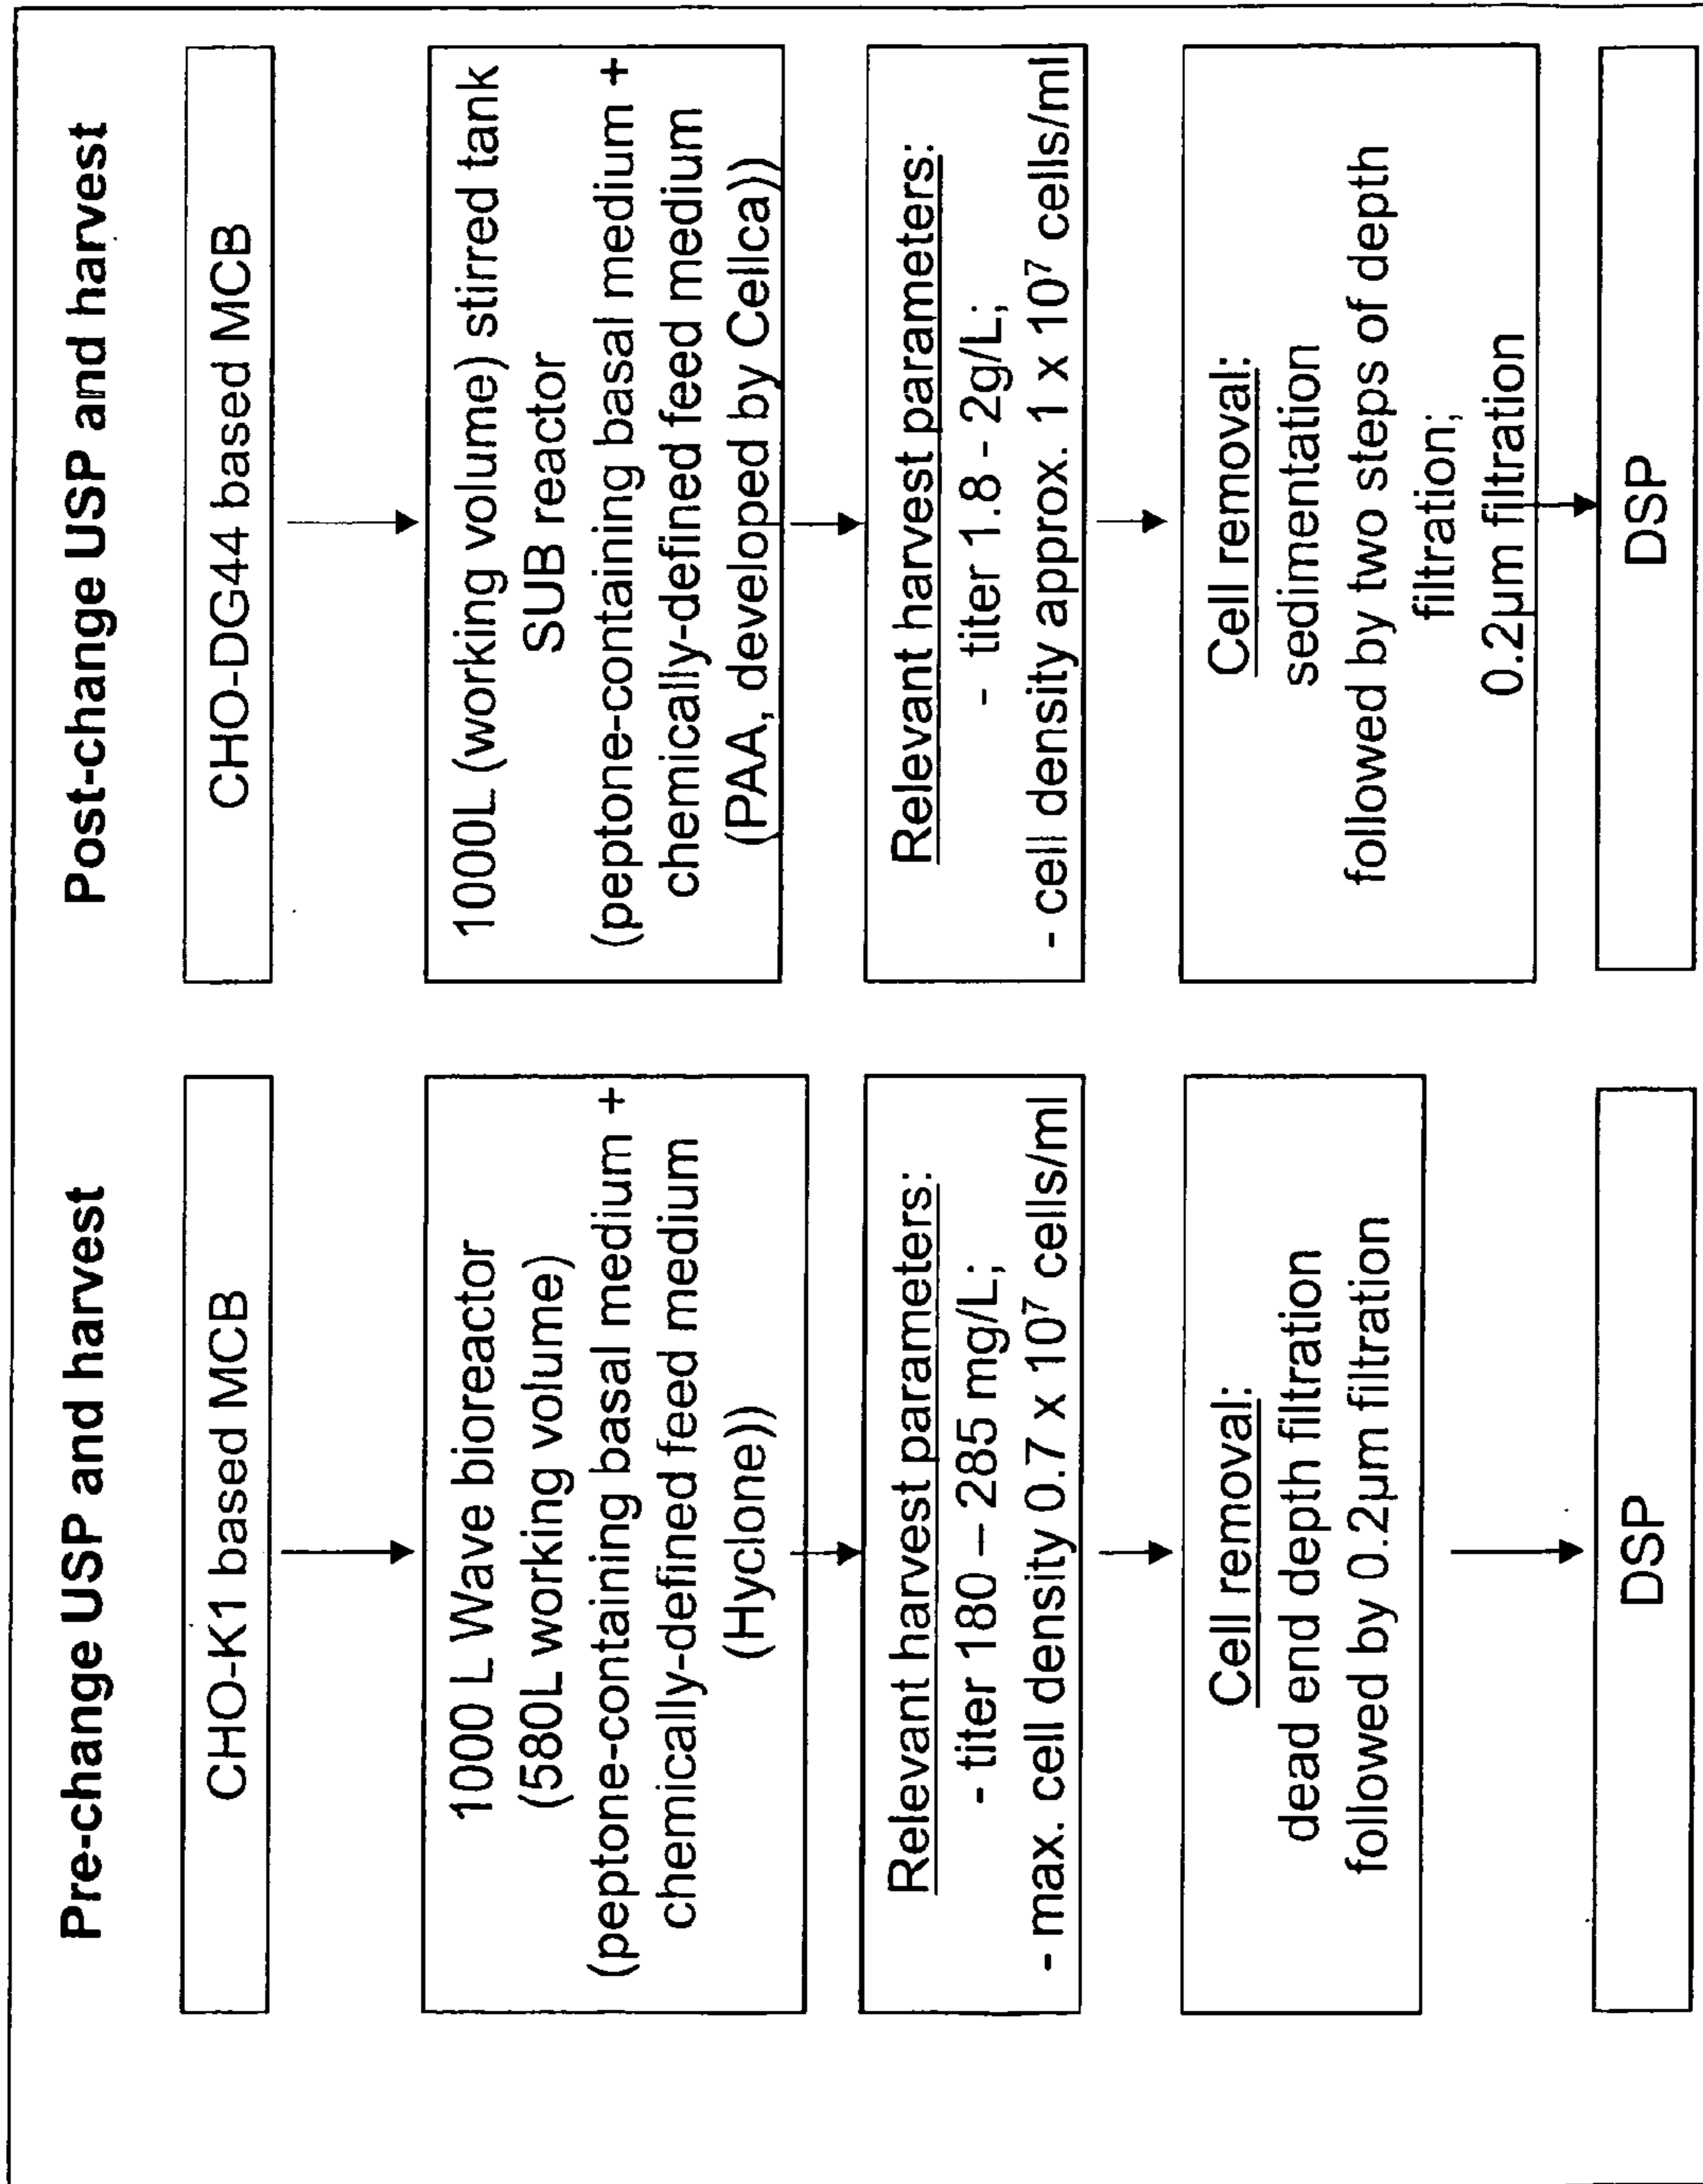 Pre-change USP and harvest
CHO-K1 based MCB
1000 L Wave bioreactor
(580L working volume)
(peptone-containing basal medium +
chemically-defined feed medium
(Hyclone))
Relevant harvest parameters:
- titer 180 – 285 mg/L;
- max. cell density 0.7 x 10⁷ cells/ml
Cell removal:
dead end depth filtration
followed by 0.2µm filtration
DSP
Post-change USP and harvest
CHO-DG44 based MCB
1000L (working volume) stirred tank
SUB reactor
(peptone-containing basal medium +
chemically-defined feed medium
(PAA, developed by Cellca))
Relevant harvest parameters:
- titer 1.8 - 2g/L;
- cell density approx. 1 x 10⁷ cells/ml
Cell removal:
sedimentation
followed by two steps of depth
filtration;
0.2µm filtration
DSP